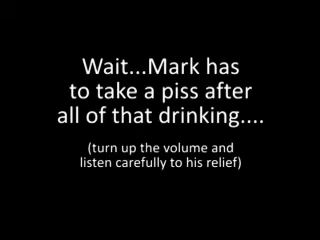 Wait...Mark has
to take a piss after
all of that drinking....
(turn up the volume and
listen carefully to his relief)